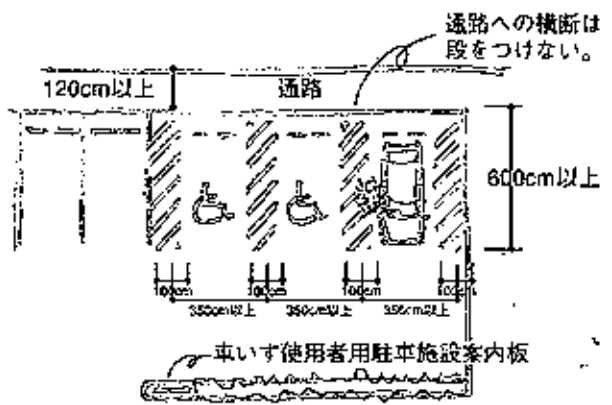 通路への横断は
段をつけない。
120cm以上
通路
600cm以上
100cm
100cm
100cm
100cm
350cm以上
350cm以上
350cm以上
車いす使用者用駐車施設案内板